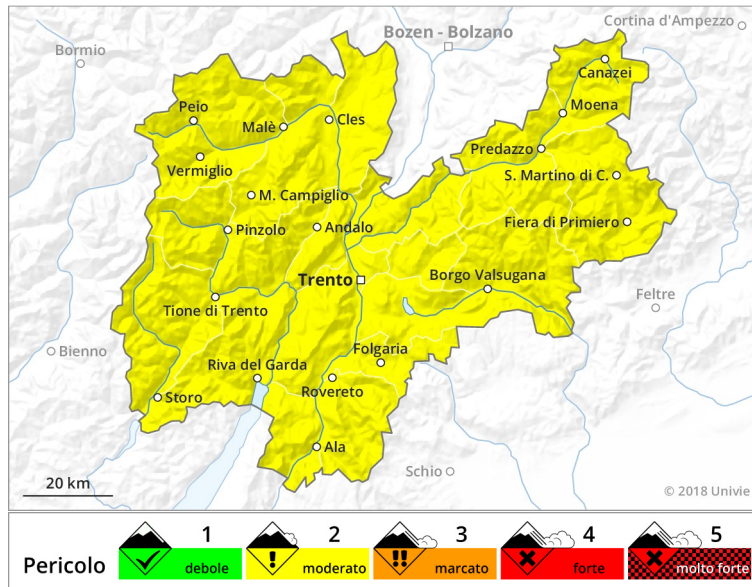 Cortina d'Ampezzo
Bozen - Bolzano
Bormio
Canazei
Peio
Moena
Malè
Cles
Predazzo
Vermiglio
S. Martino di C.
M. Campiglio
Fiera di Primiero
Pinzolo
Andalo
Trento
Borgo Valsugana
Feltre
Tione di Trento
Folgaria
Bienno
Riva del Garda
Rovereto
Storo
Ala
Schio
20 km
© 2018 Univie
1 2 3 4 5
Pericolo debole moderato marcato forte molto forte